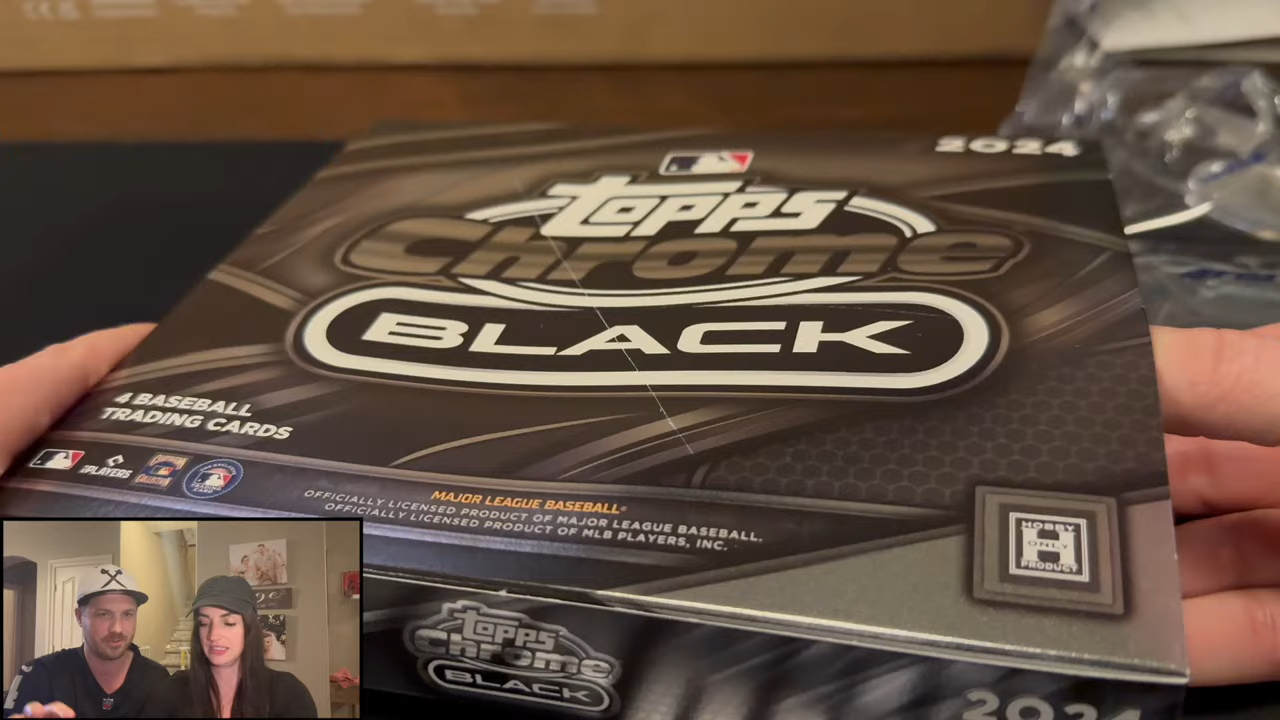 2024
topps
Chrome
BLACK
4 BASEBALL
TRADING CARDS
PLAYERS
MAJOR LEAGUE BASEBALL
OFFICIALLY LICENSED PRODUCT OF MAJOR LEAGUE BASEBALL.
OFFICIALLY LICENSED PRODUCT OF MLB PLAYERS, INC.
HOBBY
ONLY
H
PRODUCT
topps
Chrome
BLACK
2024